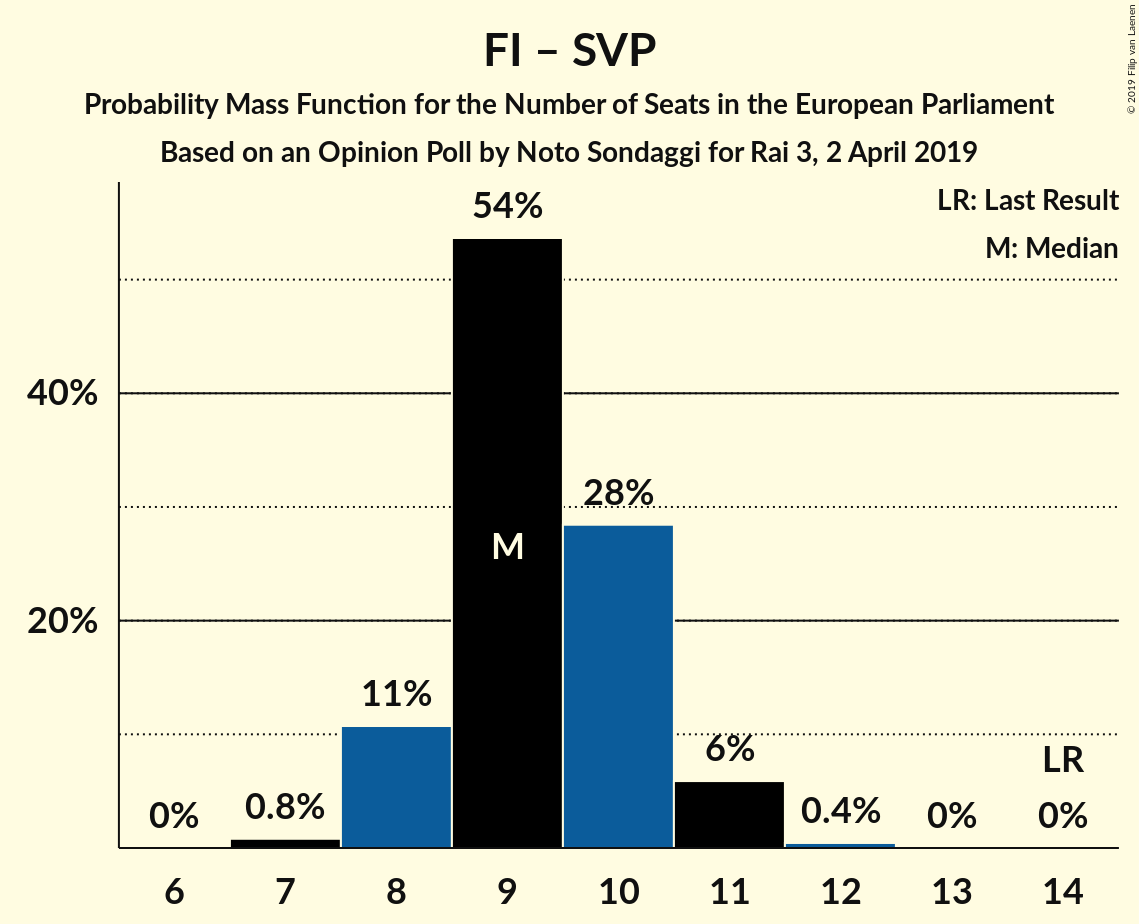 FI – SVP
Probability Mass Function for the Number of Seats in the European Parliament
Based on an Opinion Poll by Noto Sondaggi for Rai 3, 2 April 2019
© 2019 Filip van Laenen
LR: Last Result
M: Median
54%
40%
28%
M
20%
11%
6%
LR
0%
0.8%
0.4%
0%
0%
6 7 8 9 10 11 12 13 14